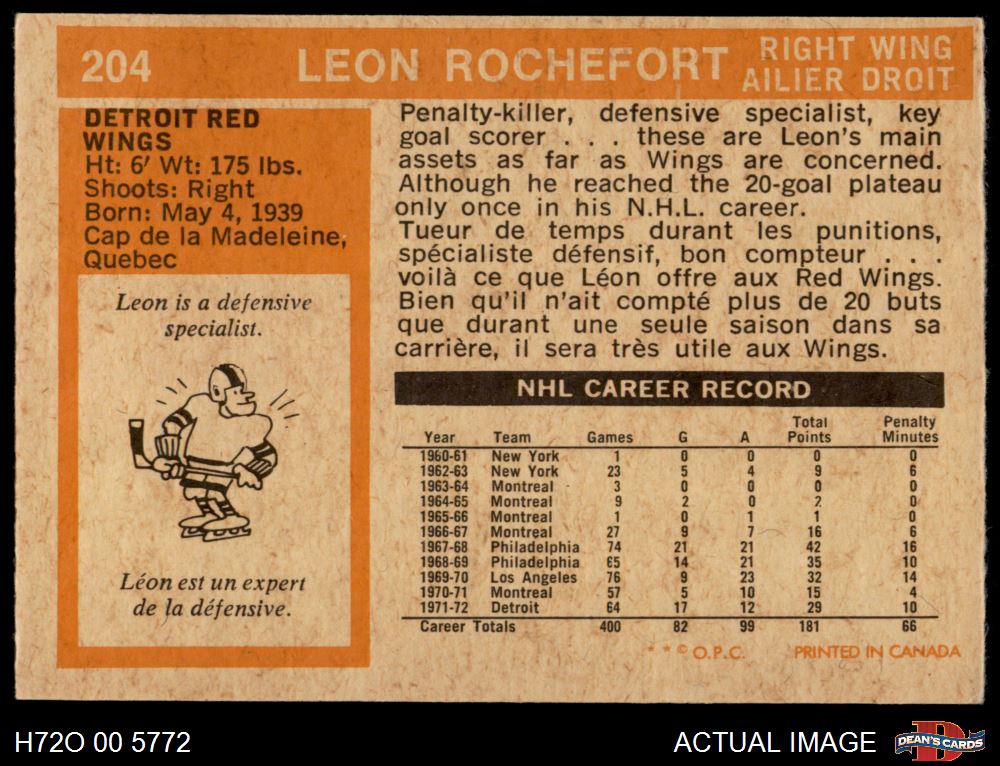 204
LEON ROCHEFORT
RIGHT WING
AILIER DROIT
DETROIT RED
WINGS
Ht: 6′ Wt: 175 lbs.
Shoots: Right
Born: May 4, 1939
Cap de la Madeleine,
Quebec
Leon is a defensive
specialist.
Léon est un expert
de la défensive.
Penalty-killer, defensive specialist, key
goal scorer . . . these are Leon's main
assets as far as Wings are concerned.
Although he reached the 20-goal plateau
only once in his N.H.L. career.
Tueur de temps durant les punitions,
spécialiste défensif, bon compteur . . .
voilà ce que Léon offre aux Red Wings.
Bien qu'il n'ait compté plus de 20 buts
que durant une seule saison dans sa
carrière, il sera très utile aux Wings.
NHL CAREER RECORD
Year Team Games G A Total Points Penalty Minutes
1960-61 New York 1 0 0 0 0
1962-63 New York 23 5 4 9 6
1963-64 Montreal 3 0 0 0 0
1964-65 Montreal 9 2 0 2 0
1965-66 Montreal 1 0 1 1 0
1966-67 Montreal 27 9 7 16 6
1967-68 Philadelphia 74 21 21 42 16
1968-69 Philadelphia 65 14 21 35 10
1969-70 Los Angeles 76 9 23 32 14
1970-71 Montreal 57 5 10 15 4
1971-72 Detroit 64 17 12 29 10
Career Totals 400 82 99 181 66
* * © O.P.C. PRINTED IN CANADA
H72O 00 5772
ACTUAL IMAGE
D
DEAN'S CARDS